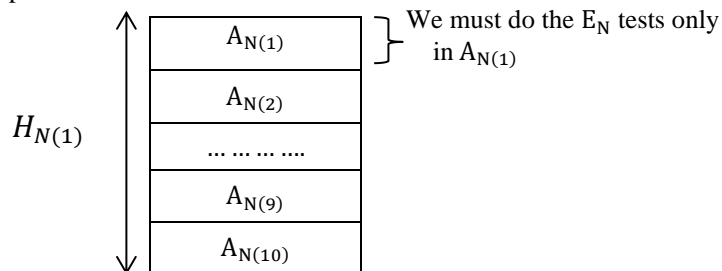 We must do the E_N tests only
in A_N(1)
H_N(1)
A_N(1)
A_N(2)
... ... ... ....
A_N(9)
A_N(10)